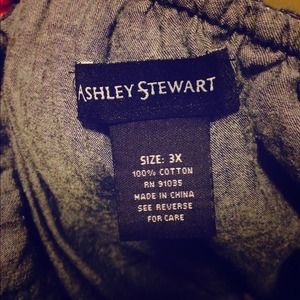 ASHLEY STEWART
SIZE: 3X
100% COTTON
RN 91035
MADE IN CHINA
SEE REVERSE
FOR CARE